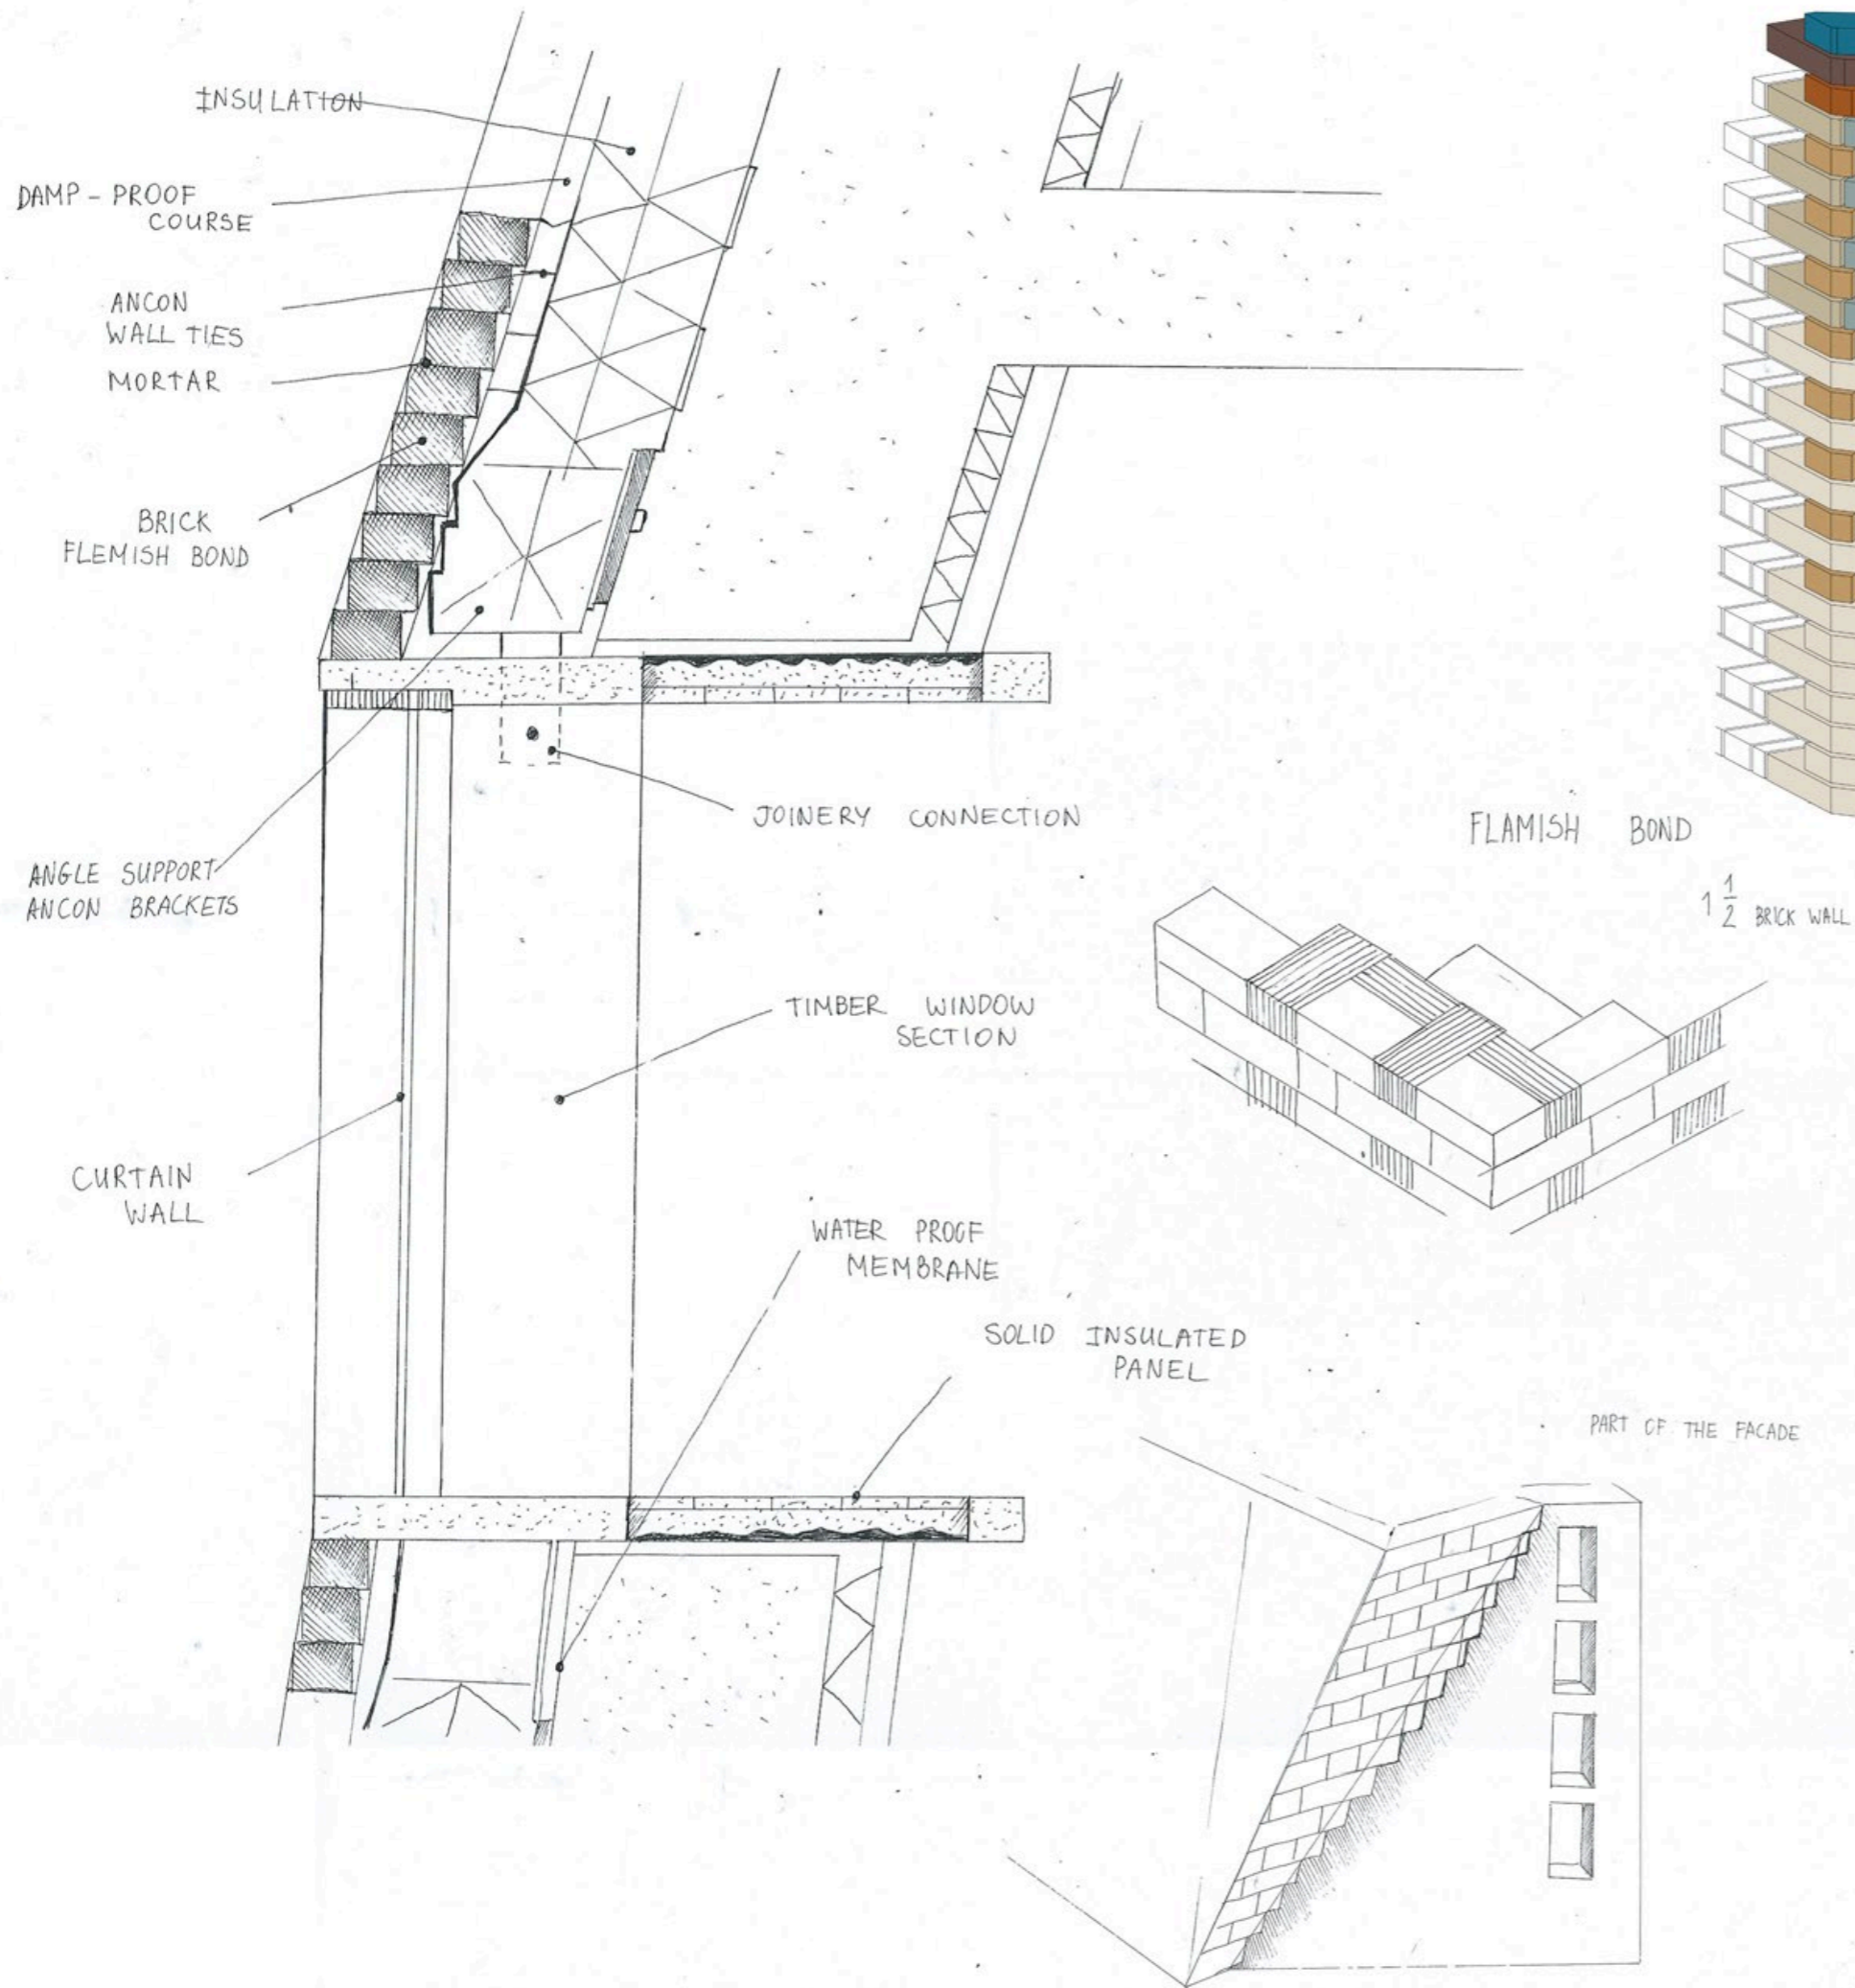 INSULATION
DAMP-PROOF
COURSE
ANCON
WALL TIES
MORTAR
BRICK
FLEMISH BOND
JOINERY CONNECTION
ANGLE SUPPORT
ANCON BRACKETS
TIMBER WINDOW
SECTION
CURTAIN
WALL
WATER PROOF
MEMBRANE
SOLID INSULATED
PANEL
FLAMISH BOND
1 1/2 BRICK WALL
PART OF THE FACADE